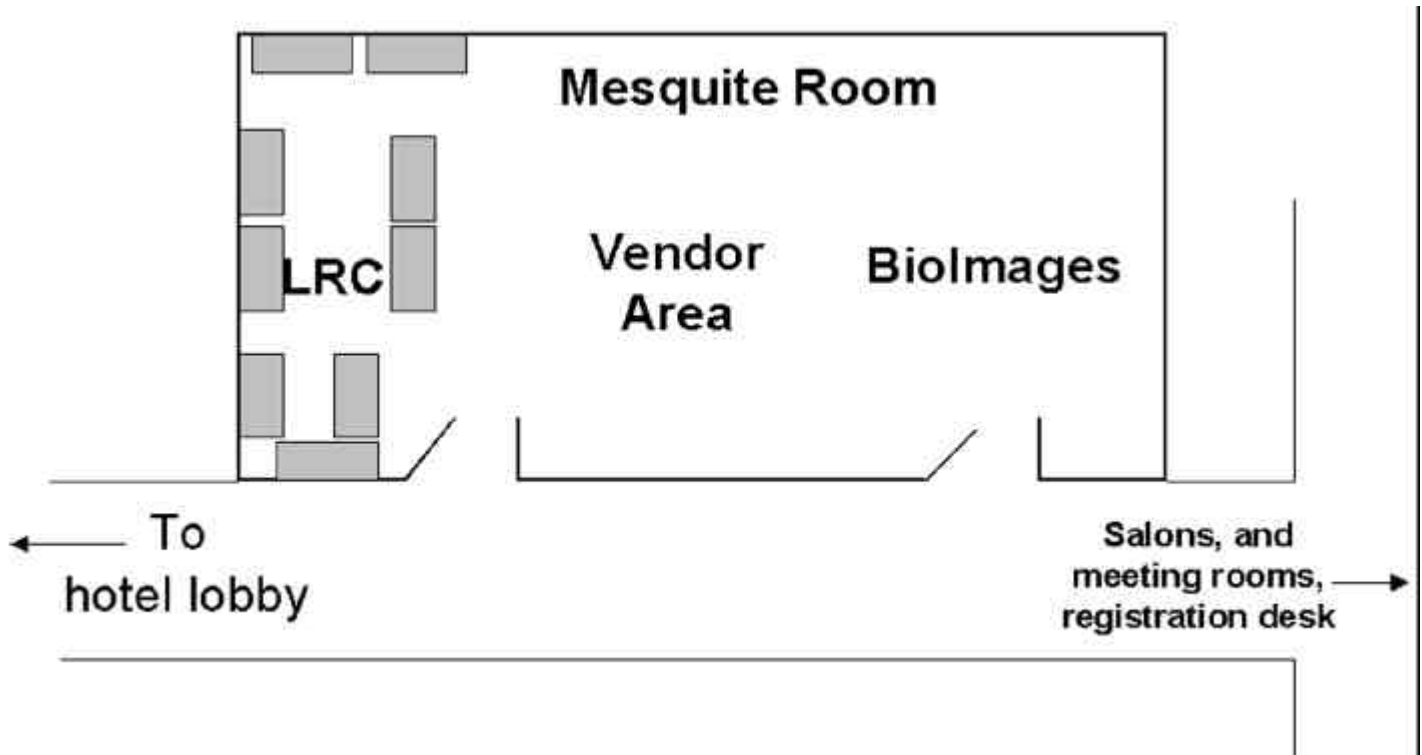 Mesquite Room
Vendor
Area
BioImages
LRC
To
hotel lobby
Salons, and
meeting rooms,
registration desk